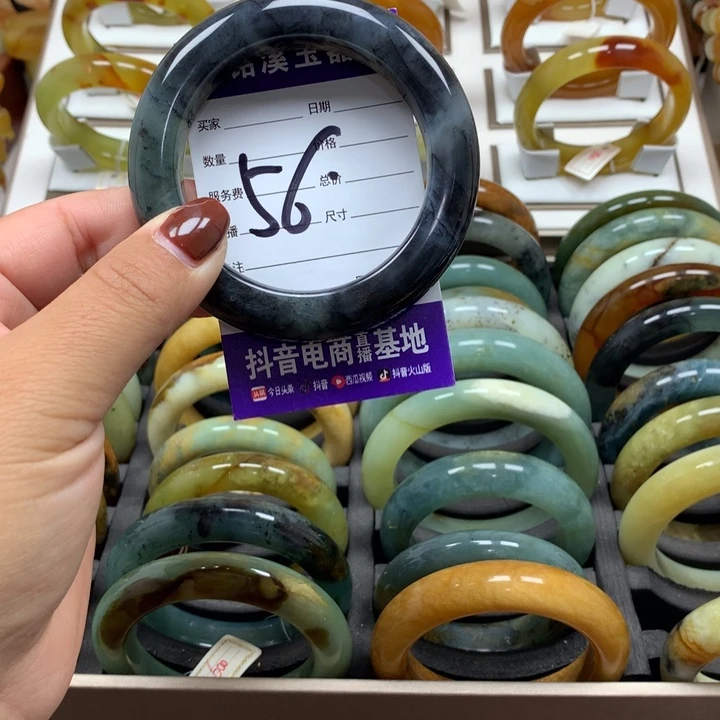 溪玉器
买家 日期
数量 价格
服务费 总价
播 尺寸
注
56
抖音电商直播基地
今日头条 抖音 西瓜视频 抖音火山版